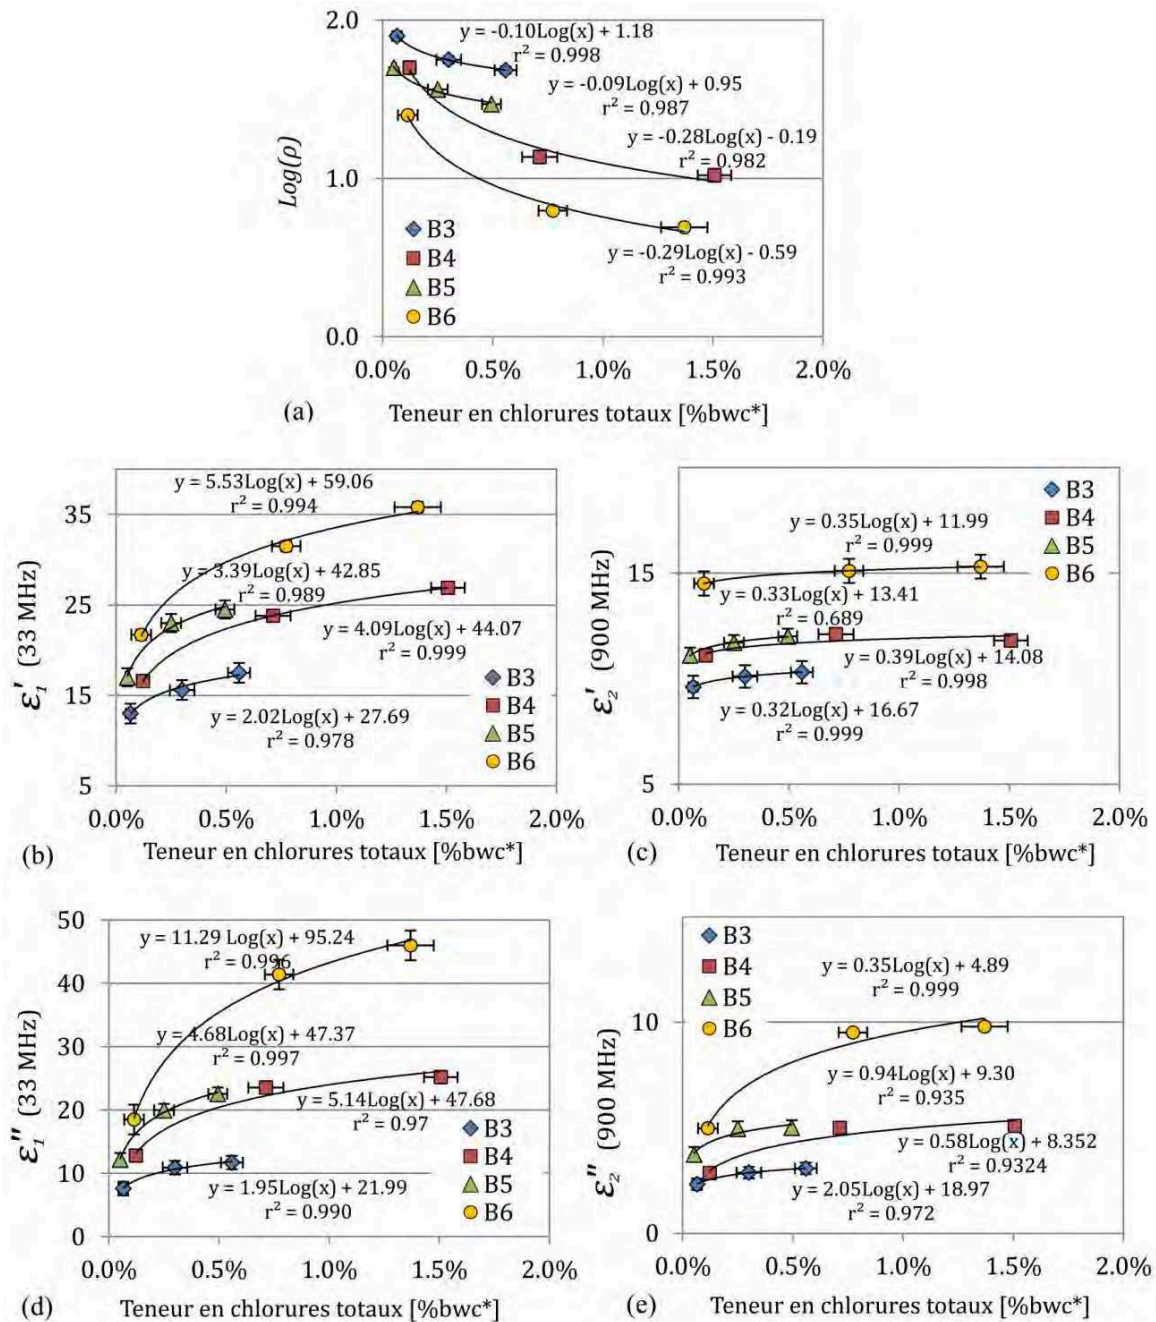 2.0
y = -0.10Log(x) + 1.18
r² = 0.998
y = -0.09Log(x) + 0.95
r² = 0.987
y = -0.28Log(x) - 0.19
r² = 0.982
Log(ρ)
1.0
B3
B4
B5
B6
y = -0.29Log(x) - 0.59
r² = 0.993
0.0
0.0% 0.5% 1.0% 1.5% 2.0%
(a) Teneur en chlorures totaux [%bwc*]
y = 5.53Log(x) + 59.06
r² = 0.994
35
y = 3.39Log(x) + 42.85
r² = 0.989
25
y = 4.09Log(x) + 44.07
r² = 0.999
ε₁' (33 MHz)
15
y = 2.02Log(x) + 27.69
r² = 0.978
B3
B4
B5
B6
5
0.0% 0.5% 1.0% 1.5% 2.0%
(b) Teneur en chlorures totaux [%bwc*]
B3
B4
B5
B6
y = 0.35Log(x) + 11.99
r² = 0.999
15
y = 0.33Log(x) + 13.41
r² = 0.689
y = 0.39Log(x) + 14.08
r² = 0.998
ε₂' (900 MHz)
y = 0.32Log(x) + 16.67
r² = 0.999
5
0.0% 0.5% 1.0% 1.5% 2.0%
(c) Teneur en chlorures totaux [%bwc*]
50
y = 11.29 Log(x) + 95.24
r² = 0.996
40
y = 4.68Log(x) + 47.37
r² = 0.997
30
ε₁'' (33 MHz)
20
y = 5.14Log(x) + 47.68
r² = 0.97
10
y = 1.95Log(x) + 21.99
r² = 0.990
B3
B4
B5
B6
0
0.0% 0.5% 1.0% 1.5% 2.0%
(d) Teneur en chlorures totaux [%bwc*]
B3
B4
B5
B6
y = 0.35Log(x) + 4.89
r² = 0.999
10
y = 0.94Log(x) + 9.30
r² = 0.935
ε₂'' (900 MHz)
y = 0.58Log(x) + 8.352
r² = 0.9324
y = 2.05Log(x) + 18.97
r² = 0.972
0
0.0% 0.5% 1.0% 1.5% 2.0%
(e) Teneur en chlorures totaux [%bwc*]